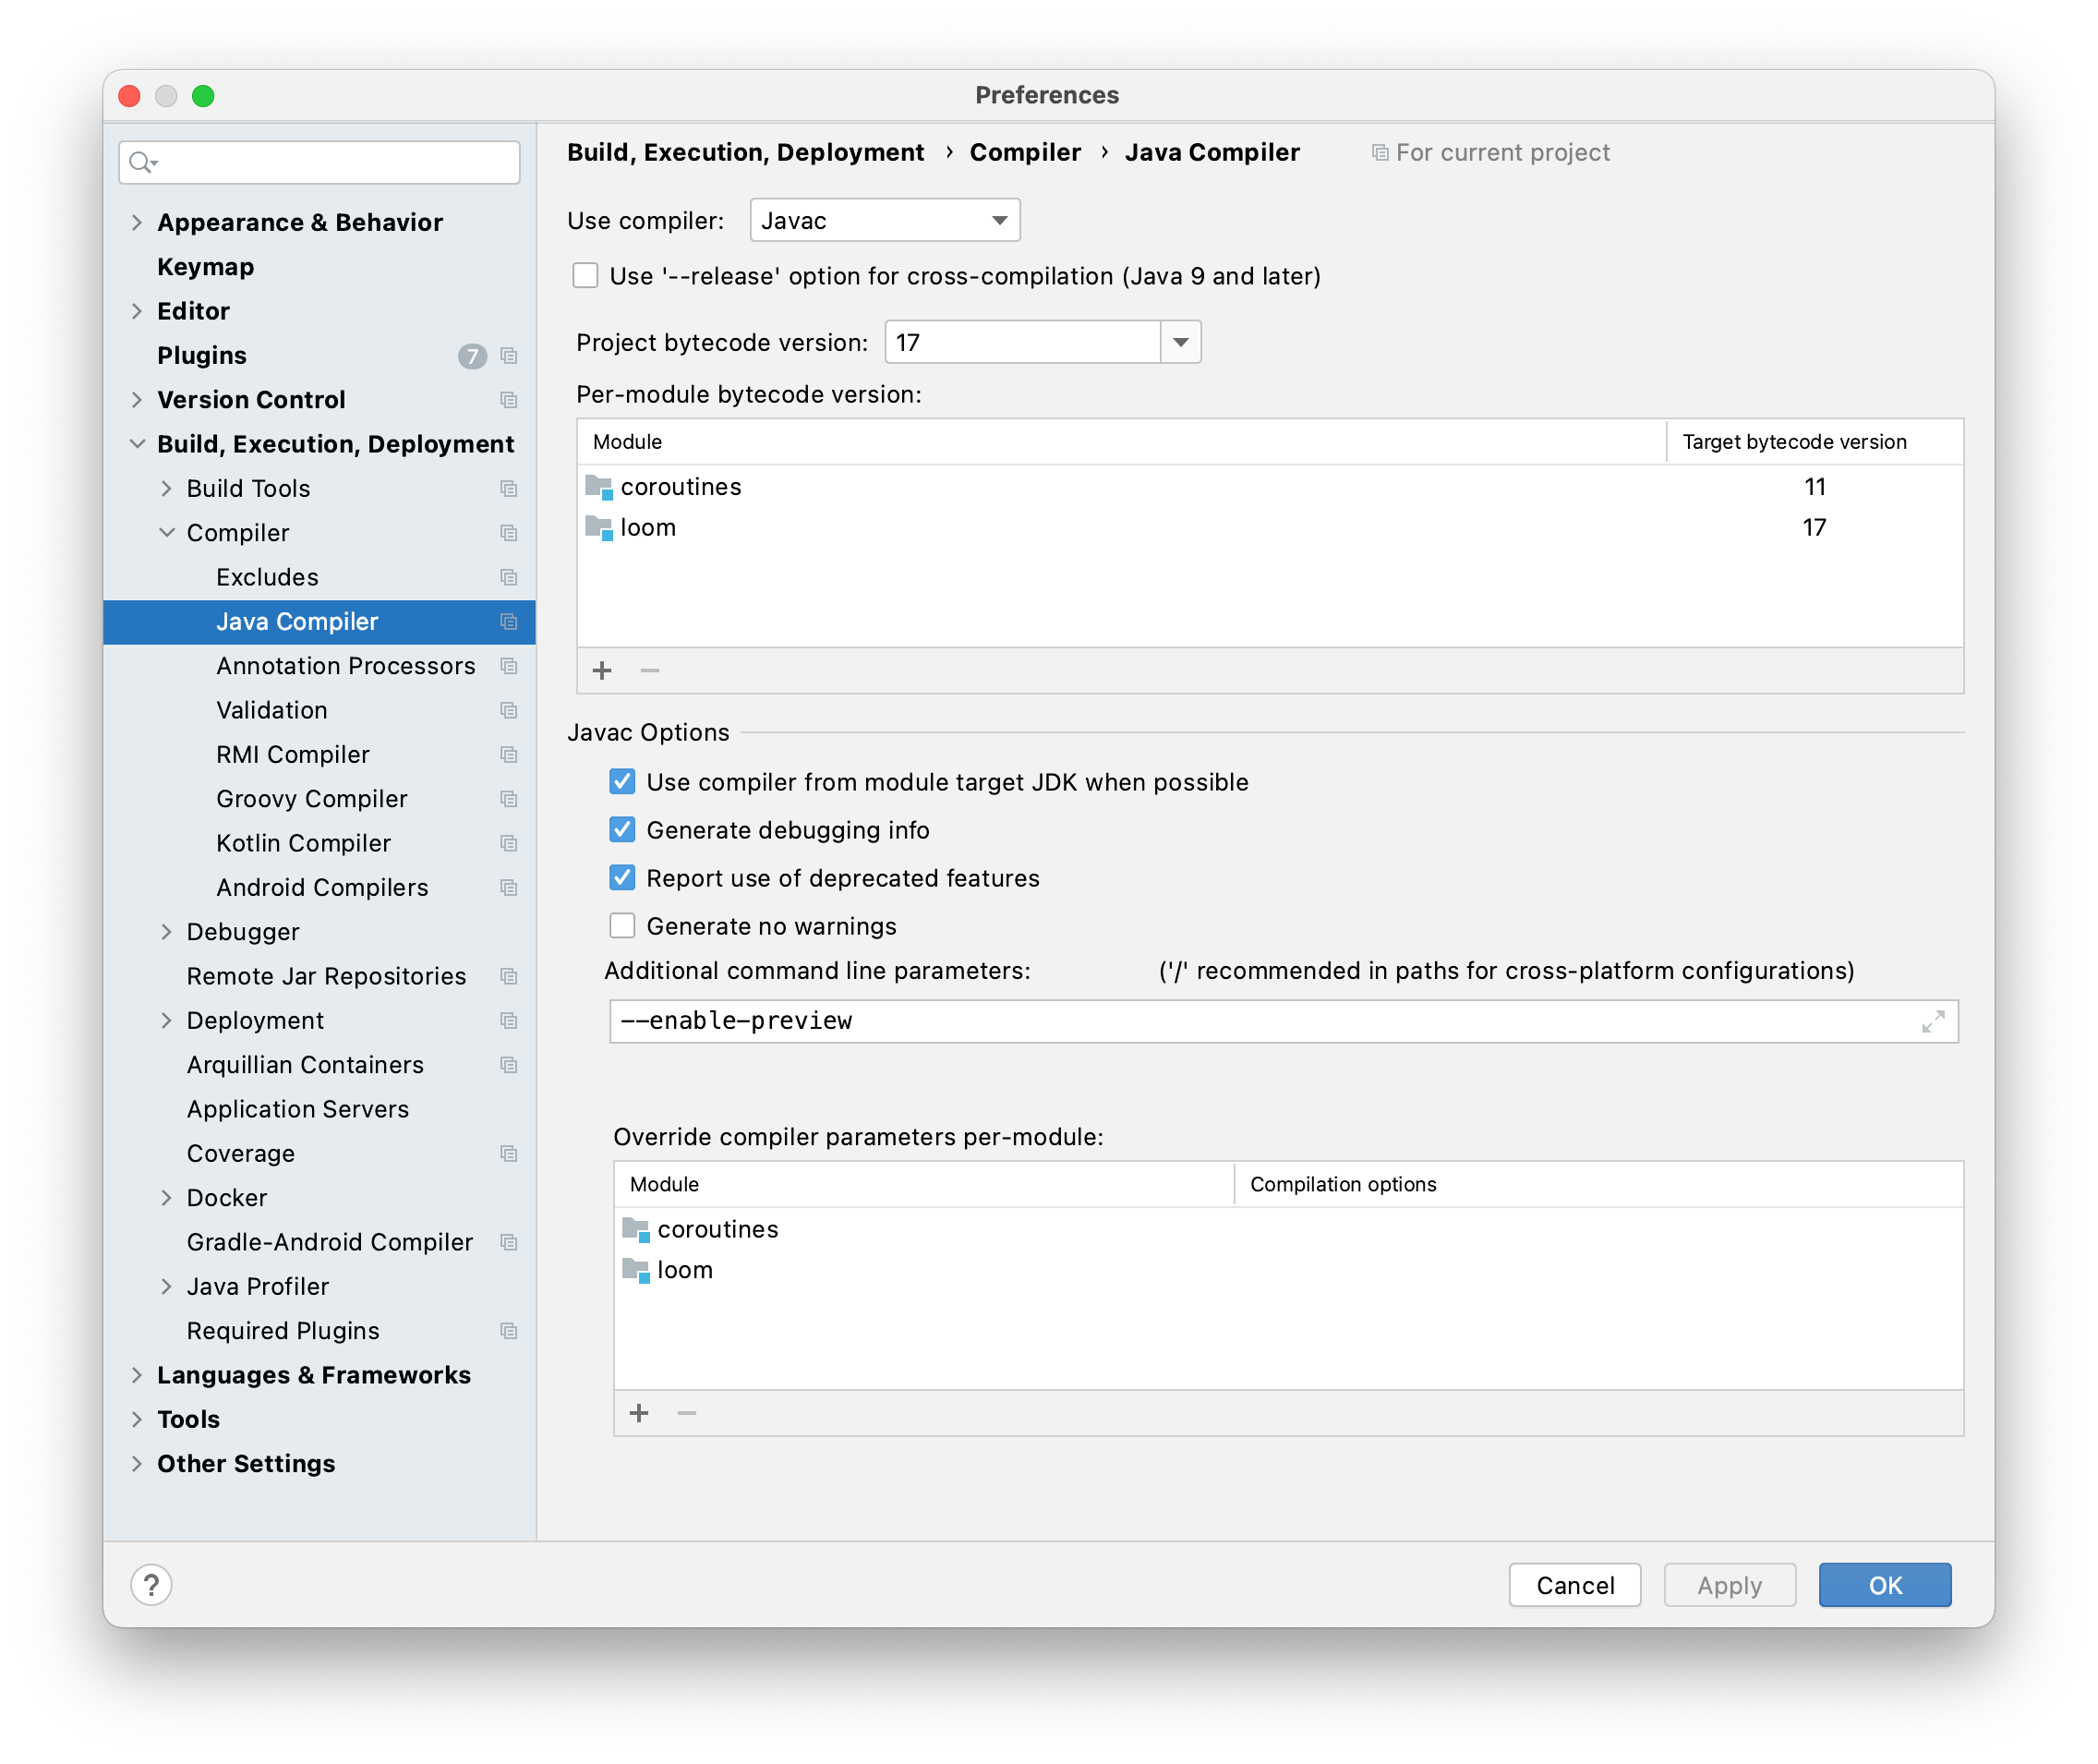 Preferences
Appearance & Behavior
Keymap
Editor
Plugins 7
Version Control
Build, Execution, Deployment
Build Tools
Compiler
Excludes
Java Compiler
Annotation Processors
Validation
RMI Compiler
Groovy Compiler
Kotlin Compiler
Android Compilers
Debugger
Remote Jar Repositories
Deployment
Arquillian Containers
Application Servers
Coverage
Docker
Gradle-Android Compiler
Java Profiler
Required Plugins
Languages & Frameworks
Tools
Other Settings
Build, Execution, Deployment › Compiler › Java Compiler For current project
Use compiler: Javac
Use '--release' option for cross-compilation (Java 9 and later)
Project bytecode version: 17
Per-module bytecode version:
Module Target bytecode version
coroutines 11
loom 17
+ −
Javac Options
Use compiler from module target JDK when possible
Generate debugging info
Report use of deprecated features
Generate no warnings
Additional command line parameters: ('/' recommended in paths for cross-platform configurations)
--enable-preview
Override compiler parameters per-module:
Module Compilation options
coroutines
loom
+ −
? Cancel Apply OK